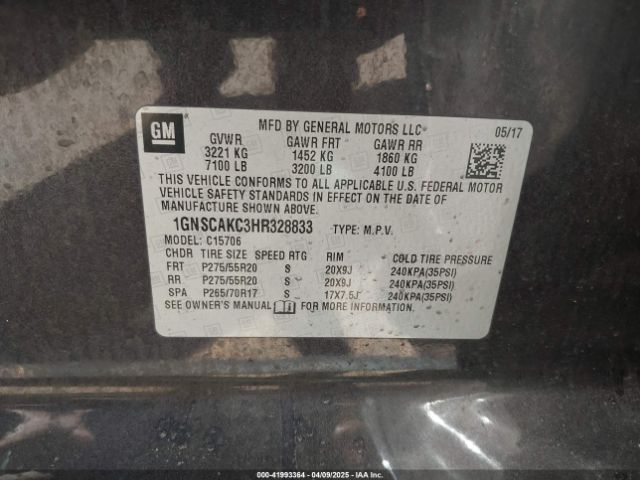 GM
MFD BY GENERAL MOTORS LLC
05/17
GVWR GAWR FRT GAWR RR
3221 KG 1452 KG 1860 KG
7100 LB 3200 LB 4100 LB
THIS VEHICLE CONFORMS TO ALL APPLICABLE U.S. FEDERAL MOTOR
VEHICLE SAFETY STANDARDS IN EFFECT ON THE DATE OF
MANUFACTURE SHOWN ABOVE.
1GNSCAKC3HR328833 TYPE: M.P.V.
MODEL: C15706
CHDR TIRE SIZE SPEED RTG RIM COLD TIRE PRESSURE
FRT P275/55R20 S 20X9J 240KPA(35PSI)
RR P275/55R20 S 20X9J 240KPA(35PSI)
SPA P265/70R17 S 17X7.5J 240KPA(35PSI)
SEE OWNER'S MANUAL FOR MORE INFORMATION.
000-41993364 | 04/09/2025 | IAAI